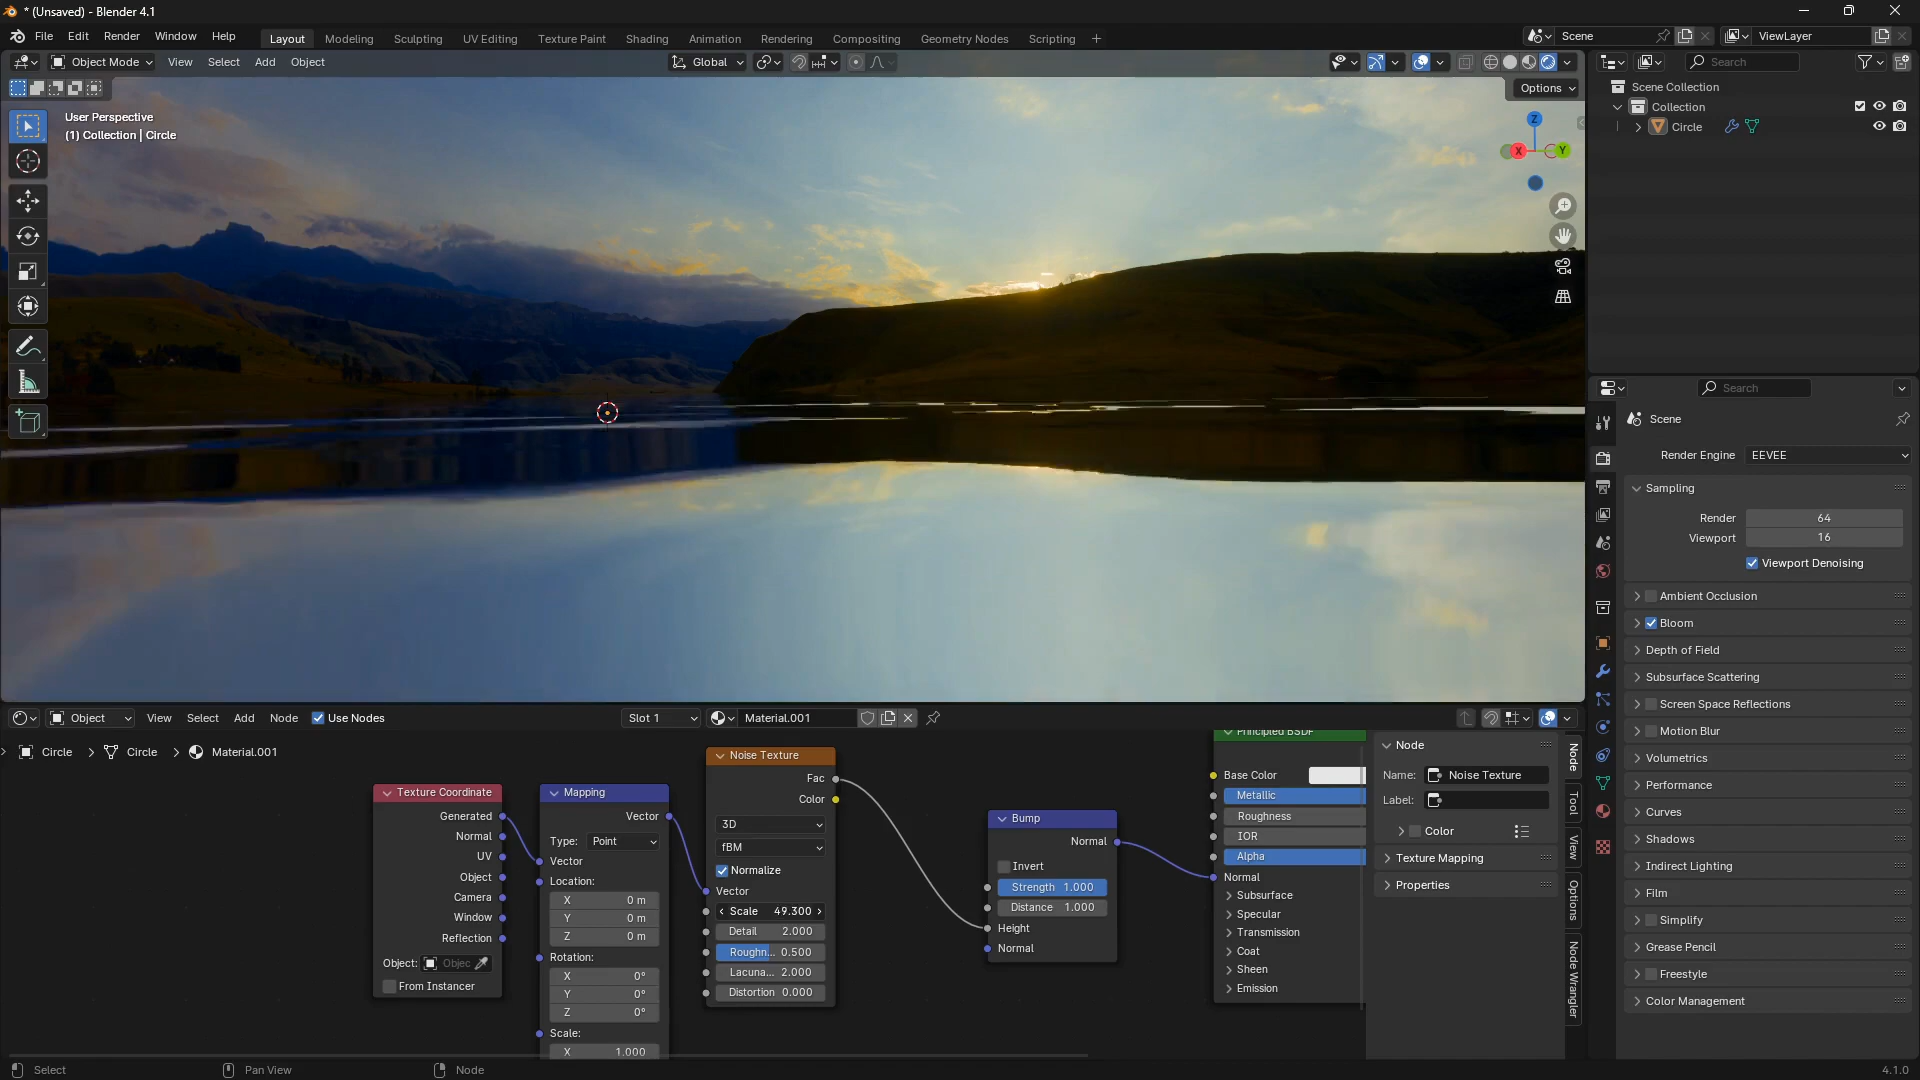 * (Unsaved) - Blender 4.1
File Edit Render Window Help
Layout Modeling Sculpting UV Editing Texture Paint Shading Animation Rendering Compositing Geometry Nodes Scripting +
Scene
ViewLayer
Object Mode View Select Add Object
Global
Options
User Perspective
(1) Collection | Circle
Z
X
Y
Search
Scene Collection
Collection
Circle
Search
Scene
Render Engine EEVEE
Sampling
Render 64
Viewport 16
Viewport Denoising
Ambient Occlusion
Bloom
Depth of Field
Subsurface Scattering
Screen Space Reflections
Motion Blur
Volumetrics
Performance
Curves
Shadows
Indirect Lighting
Film
Simplify
Grease Pencil
Freestyle
Color Management
Object View Select Add Node Use Nodes
Slot 1
Material.001
Circle > Circle > Material.001
Texture Coordinate
Generated
Normal
UV
Object
Camera
Window
Reflection
Object: Objec
From Instancer
Mapping
Vector
Type: Point
Vector
Location:
X 0 m
Y 0 m
Z 0 m
Rotation:
X 0°
Y 0°
Z 0°
Scale:
X 1.000
Noise Texture
Fac
Color
3D
fBM
Normalize
Vector
Scale 49.300
Detail 2.000
Roughn... 0.500
Lacuna... 2.000
Distortion 0.000
Bump
Normal
Invert
Strength 1.000
Distance 1.000
Height
Normal
Principled BSDF
Base Color
Metallic
Roughness
IOR
Alpha
Normal
Subsurface
Specular
Transmission
Coat
Sheen
Emission
Node
Name: Noise Texture
Label:
Color
Texture Mapping
Properties
Node
Tool
View
Options
Node Wrangler
Select
Pan View
Node
4.1.0